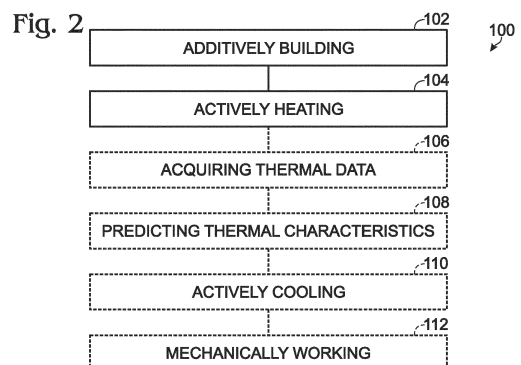 Fig. 2
100
102
ADDITIVELY BUILDING
104
ACTIVELY HEATING
106
ACQUIRING THERMAL DATA
108
PREDICTING THERMAL CHARACTERISTICS
110
ACTIVELY COOLING
112
MECHANICALLY WORKING